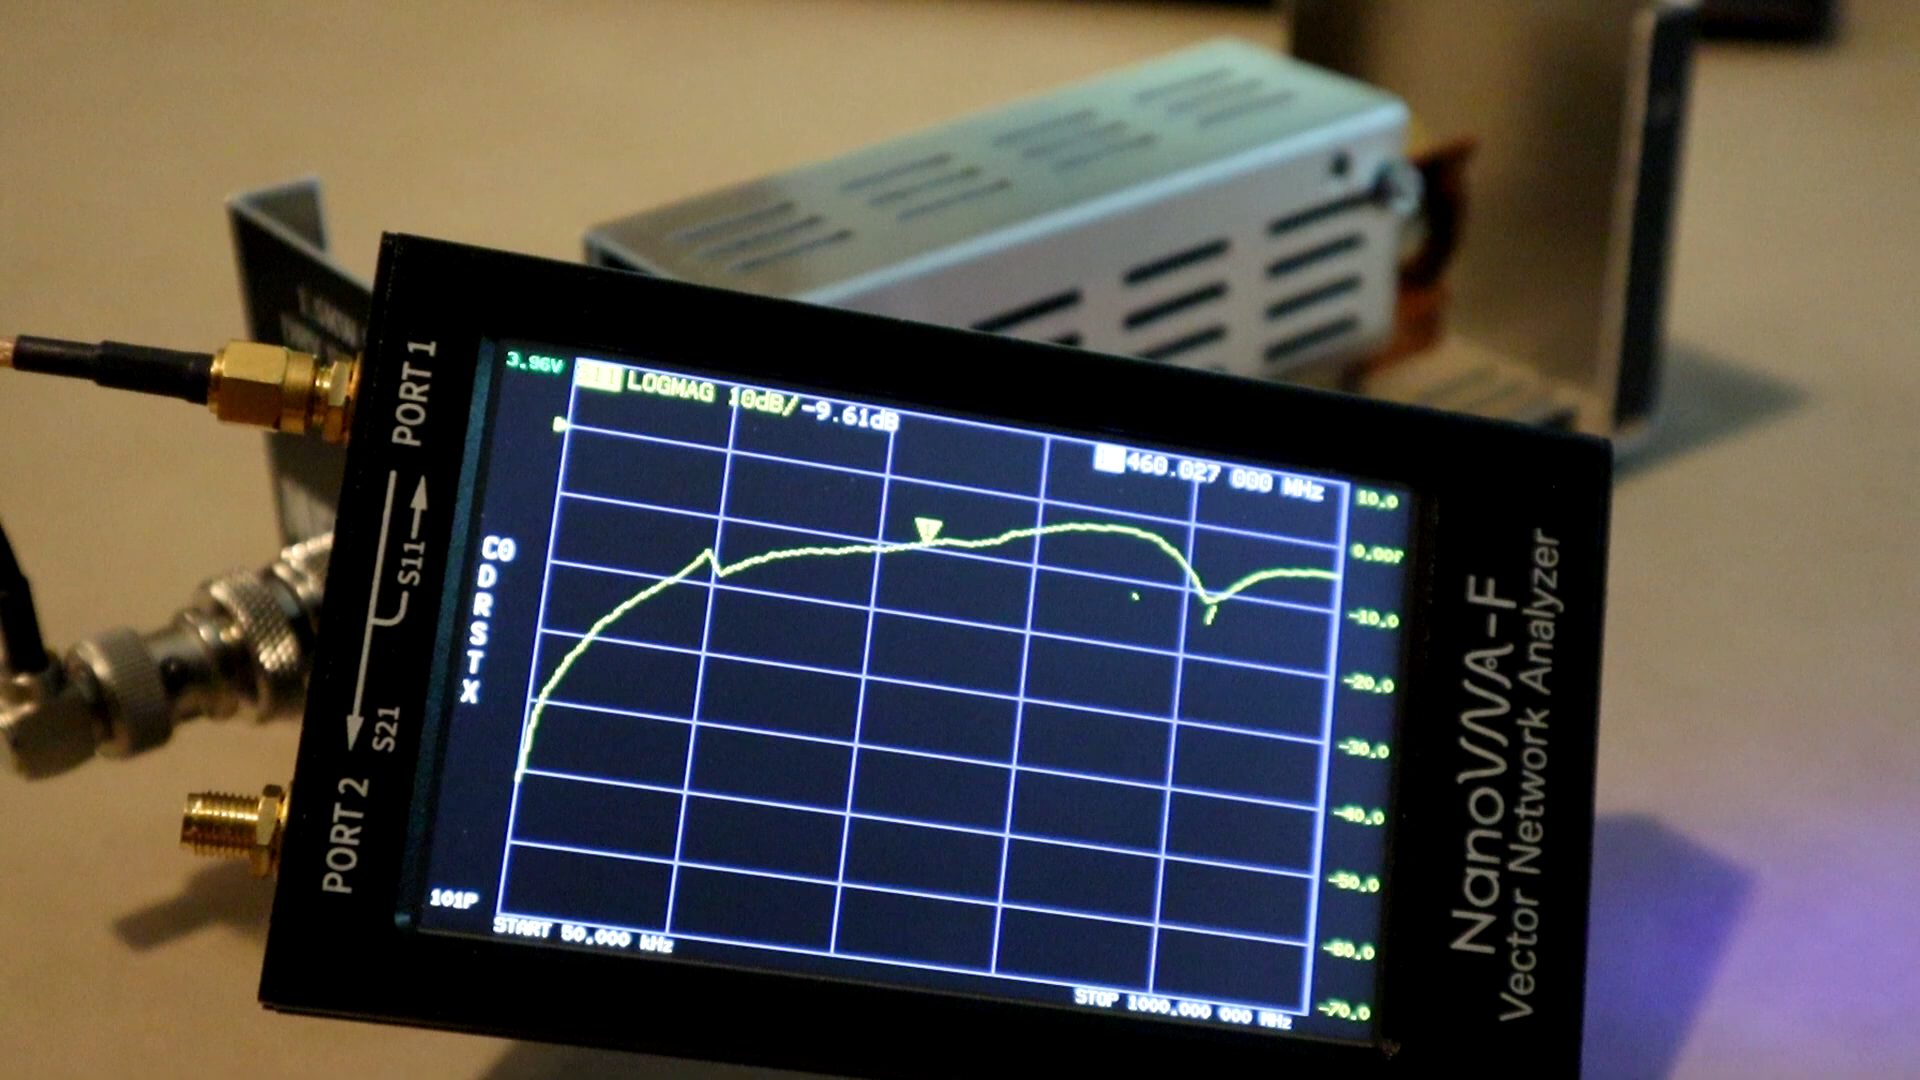 3.96V
S11 LOGMAG 10dB/-9.61dB
460.027 000 MHz
10.0
0.00r
-10.0
-20.0
-30.0
-40.0
-50.0
-60.0
-70.0
C0
D
R
S
T
X
101P
START 50.000 kHz
STOP 1000.000 000 MHz
PORT 1
S11
S21
PORT 2
NanoVNA-F
Vector Network Analyzer